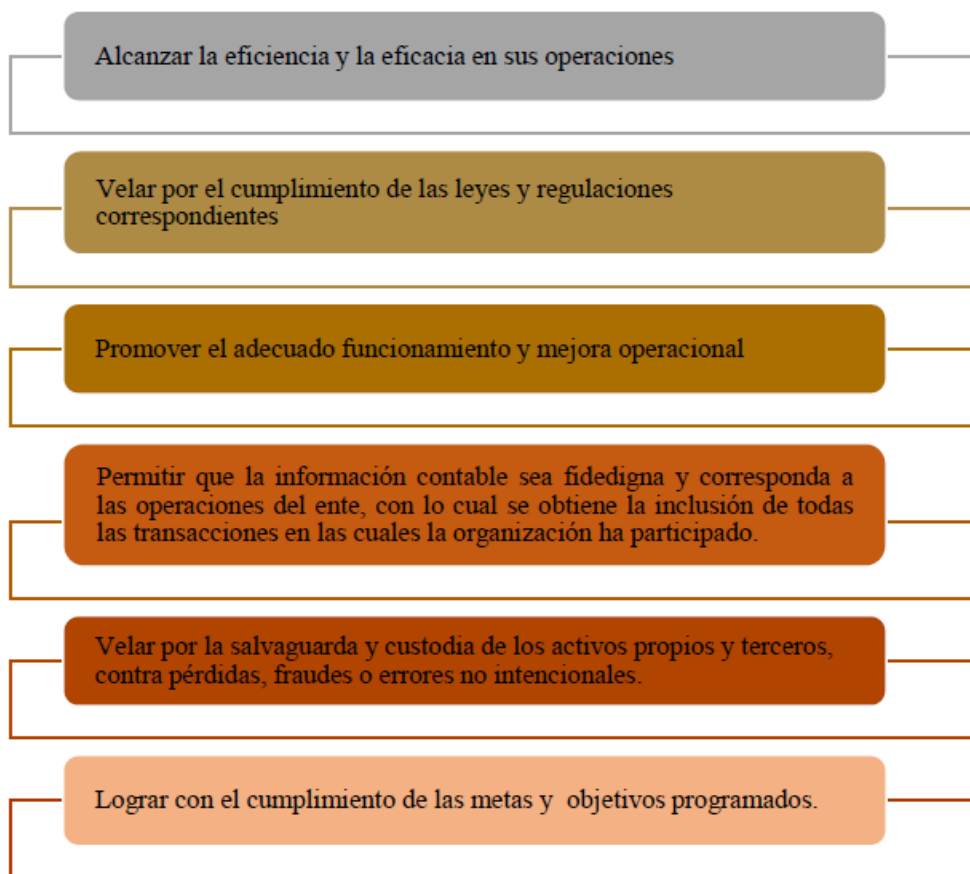 Alcanzar la eficiencia y la eficacia en sus operaciones
Velar por el cumplimiento de las leyes y regulaciones
correspondientes
Promover el adecuado funcionamiento y mejora operacional
Permitir que la información contable sea fidedigna y corresponda a
las operaciones del ente, con lo cual se obtiene la inclusión de todas
las transacciones en las cuales la organización ha participado.
Velar por la salvaguarda y custodia de los activos propios y terceros,
contra pérdidas, fraudes o errores no intencionales.
Lograr con el cumplimiento de las metas y  objetivos programados.